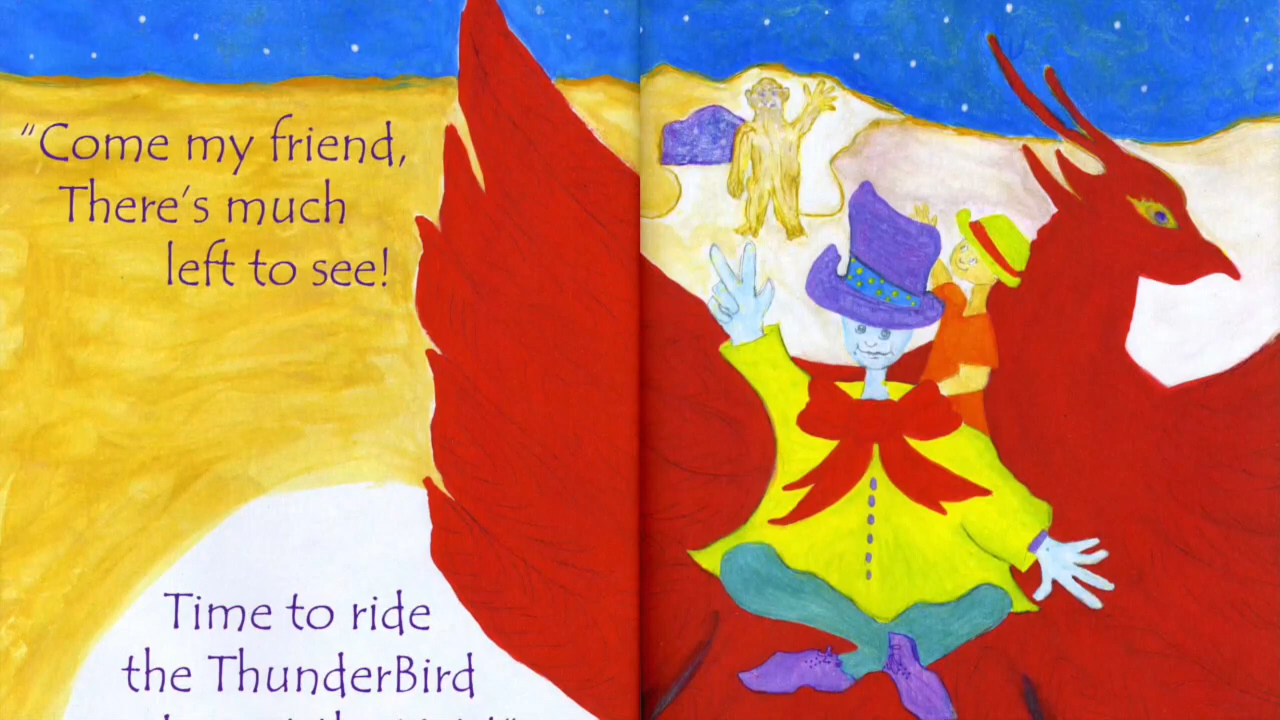 "Come my friend,
There's much
left to see!
Time to ride
the ThunderBird